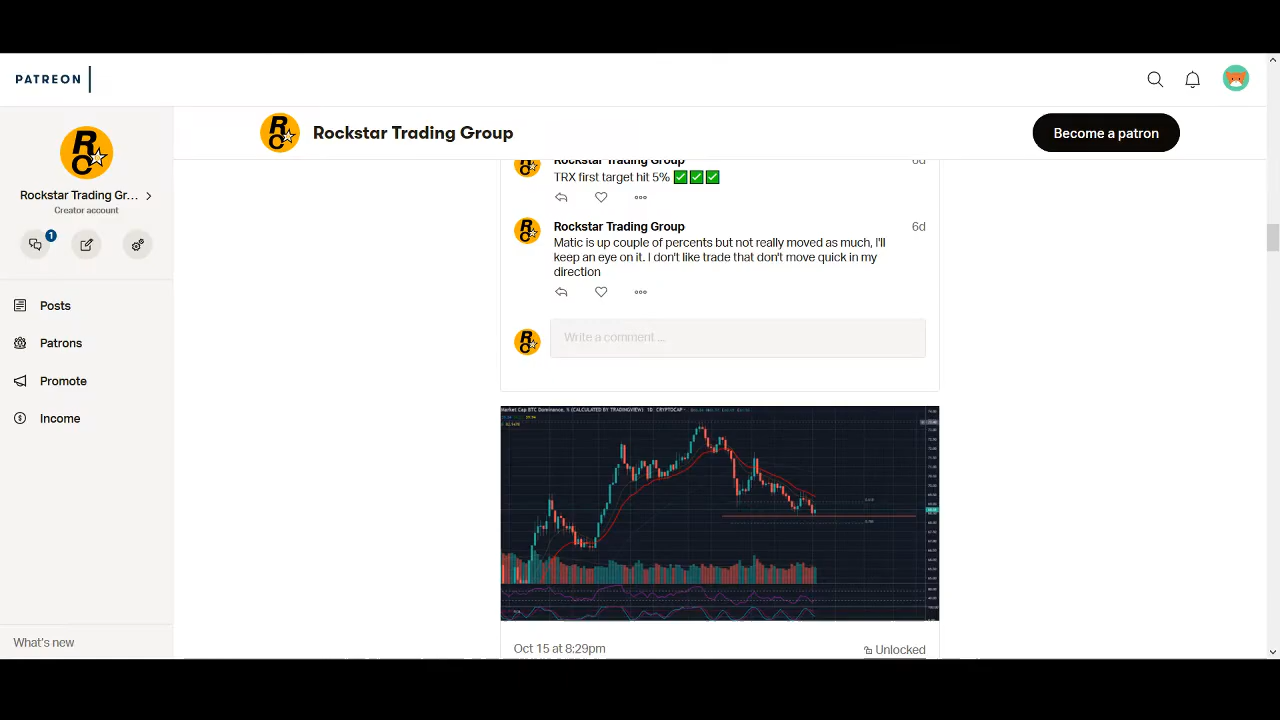 PATREON
Rockstar Trading Group
Become a patron
Rockstar Trading Gr...
Creator account
1
Posts
Patrons
Promote
Income
What's new
Rockstar Trading Group 6d
TRX first target hit 5% ✅✅✅
Rockstar Trading Group 6d
Matic is up couple of percents but not really moved as much, I'll
keep an eye on it. I don't like trade that don't move quick in my
direction
Write a comment ...
Market Cap BTC Dominance, % (CALCULATED BY TRADINGVIEW) 1D CRYPTOCAP
Oct 15 at 8:29pm
Unlocked